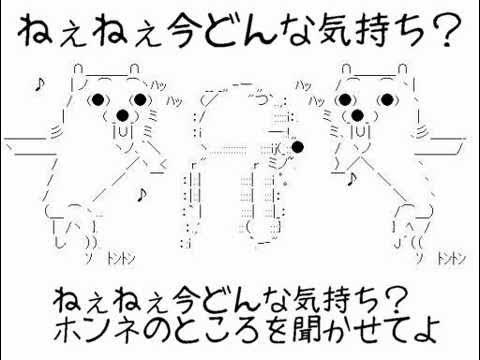 ねぇねぇ今どんな気持ち？
ハッ ハッ ハッ ハッ
ソ トントン ソ トントン
ねぇねぇ今どんな気持ち？
ホンネのところを聞かせてよ